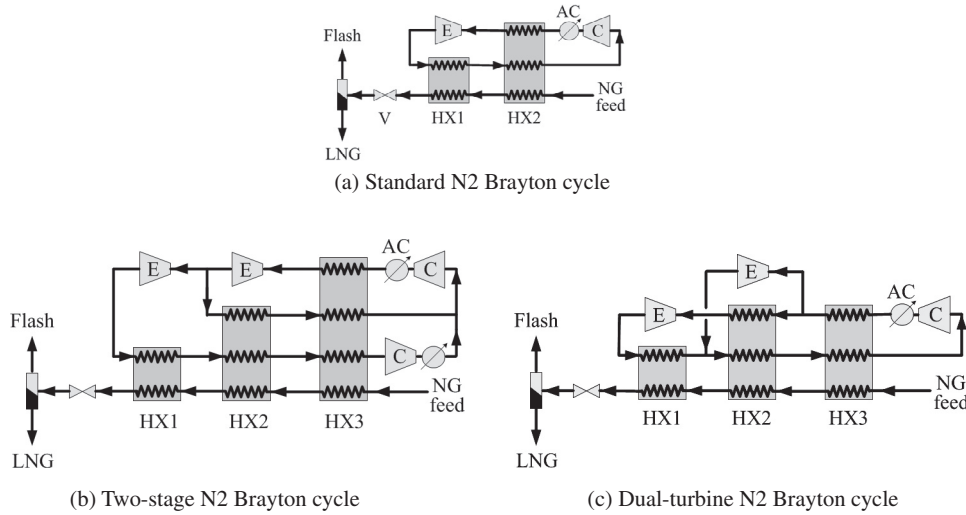 Flash
E
AC
C
NG
feed
V
HX1
HX2
LNG
(a) Standard N2 Brayton cycle
E
E
AC
C
Flash
C
NG
feed
HX1
HX2
HX3
LNG
(b) Two-stage N2 Brayton cycle
E
E
AC
C
Flash
NG
feed
HX1
HX2
HX3
LNG
(c) Dual-turbine N2 Brayton cycle